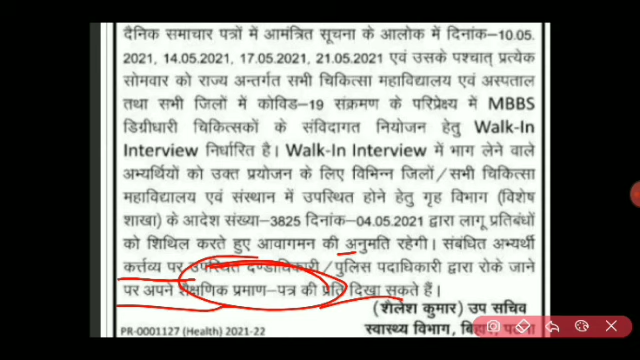 दैनिक समाचार पत्रों में आमंत्रित सूचना के आलोक में दिनांक–10.05.
2021, 14.05.2021, 17.05.2021, 21.05.2021 एवं उसके पश्चात् प्रत्येक
सोमवार को राज्य अन्तर्गत सभी चिकित्सा महाविद्यालय एवं अस्पताल
तथा सभी जिलों में कोविड–19 संक्रमण के परिप्रेक्ष्य में MBBS
डिग्रीधारी चिकित्सकों के संविदागत नियोजन हेतु Walk-In
Interview निर्धारित है। Walk-In Interview में भाग लेने वाले
अभ्यर्थियों को उक्त प्रयोजन के लिए विभिन्न जिलों/सभी चिकित्सा
महाविद्यालय एवं संस्थान में उपस्थित होने हेतु गृह विभाग (विशेष
शाखा) के आदेश संख्या–3825 दिनांक–04.05.2021 द्वारा लागू प्रतिबंधों
को शिथिल करते हुए आवागमन की अनुमति रहेगी। संबंधित अभ्यर्थी
कर्त्तव्य पर उपस्थित दण्डाधिकारी/पुलिस पदाधिकारी द्वारा रोके जाने
पर अपने शैक्षणिक प्रमाण–पत्र की प्रति दिखा सकते हैं।
(शैलेश कुमार) उप सचिव
PR-0001127 (Health) 2021-22 स्वास्थ्य विभाग,